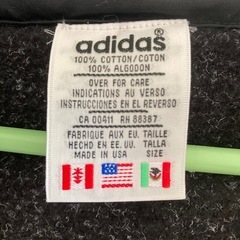 adidas
100% COTTON/COTON
100% ALGODON
OVER FOR CARE
INDICATIONS AU VERSO
INSTRUCCIONES EN EL REVERSO
CA 00411 RN 88387
FABRIQUE AUX EU. TAILLE
HECHO EN EE.UU. TALLA
MADE IN USA SIZE